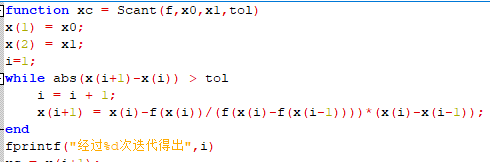 function xc = Scant(f,x0,x1,tol)
x(1) = x0;
x(2) = x1;
i=1;
while abs(x(i+1)-x(i)) > tol
i = i + 1;
x(i+1) = x(i)-f(x(i))/(f(x(i)-f(x(i-1))))*(x(i)-x(i-1));
end
fprintf("经过%d次迭代得出",i)